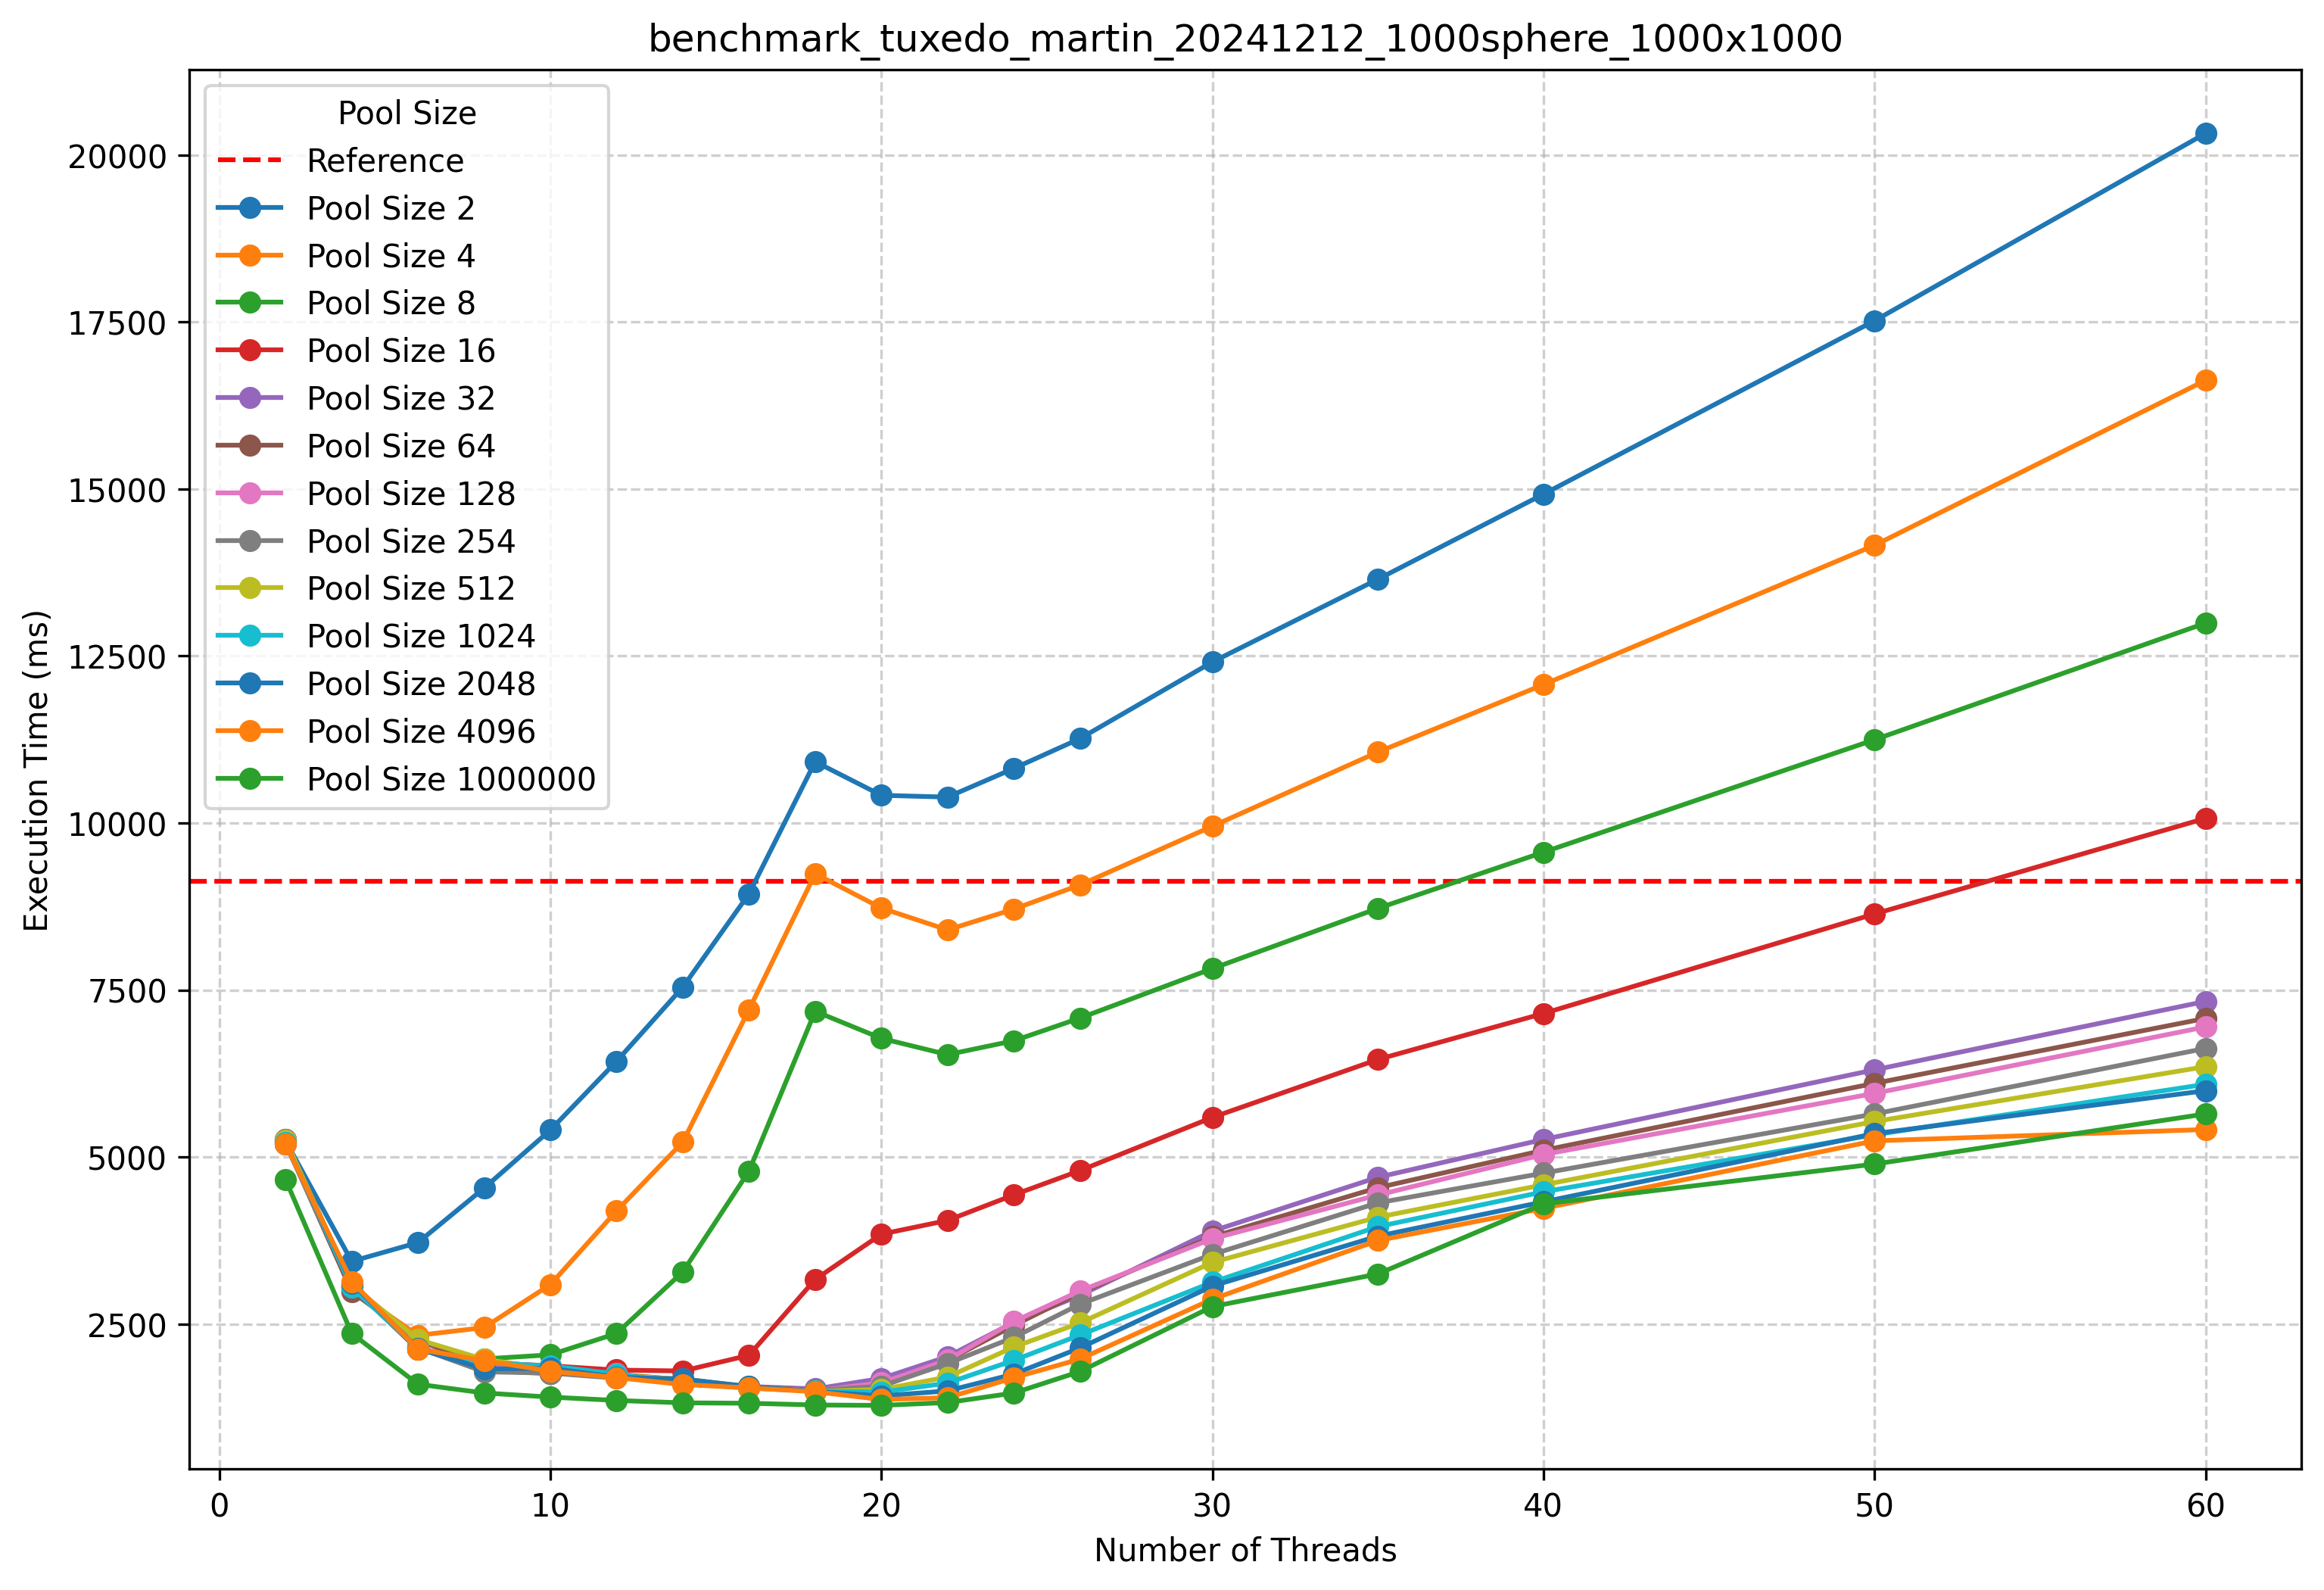 benchmark_tuxedo_martin_20241212_1000sphere_1000x1000
Pool Size
Reference
Pool Size 2
Pool Size 4
Pool Size 8
Pool Size 16
Pool Size 32
Pool Size 64
Pool Size 128
Pool Size 254
Pool Size 512
Pool Size 1024
Pool Size 2048
Pool Size 4096
Pool Size 1000000
Execution Time (ms)
20000
17500
15000
12500
10000
7500
5000
2500
0 10 20 30 40 50 60
Number of Threads